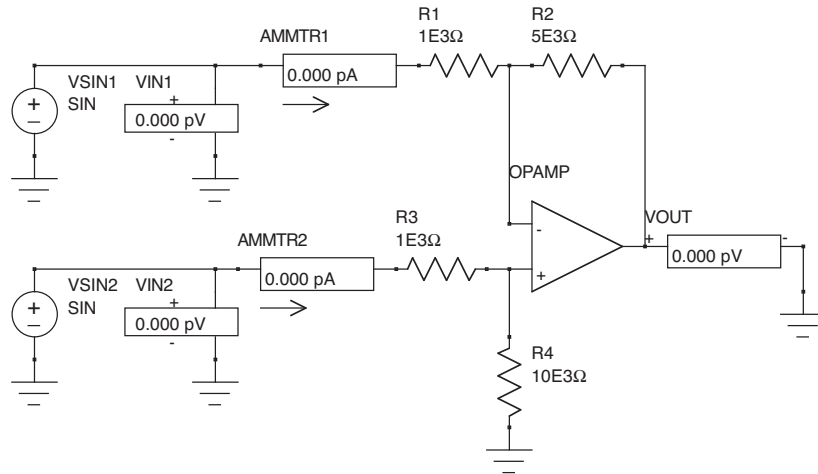 R1
1E3Ω
R2
5E3Ω
AMMTR1
0.000 pA
VSIN1
SIN
VIN1
+
0.000 pV
-
+
–
OPAMP
-
+
VOUT
+
-
0.000 pV
R3
1E3Ω
AMMTR2
0.000 pA
VSIN2
SIN
VIN2
+
0.000 pV
-
+
–
R4
10E3Ω